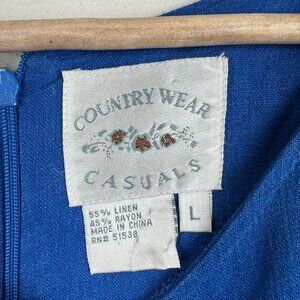 COUNTRY WEAR
CASUALS
55% LINEN
45% RAYON
MADE IN CHINA
RN# 51538
L